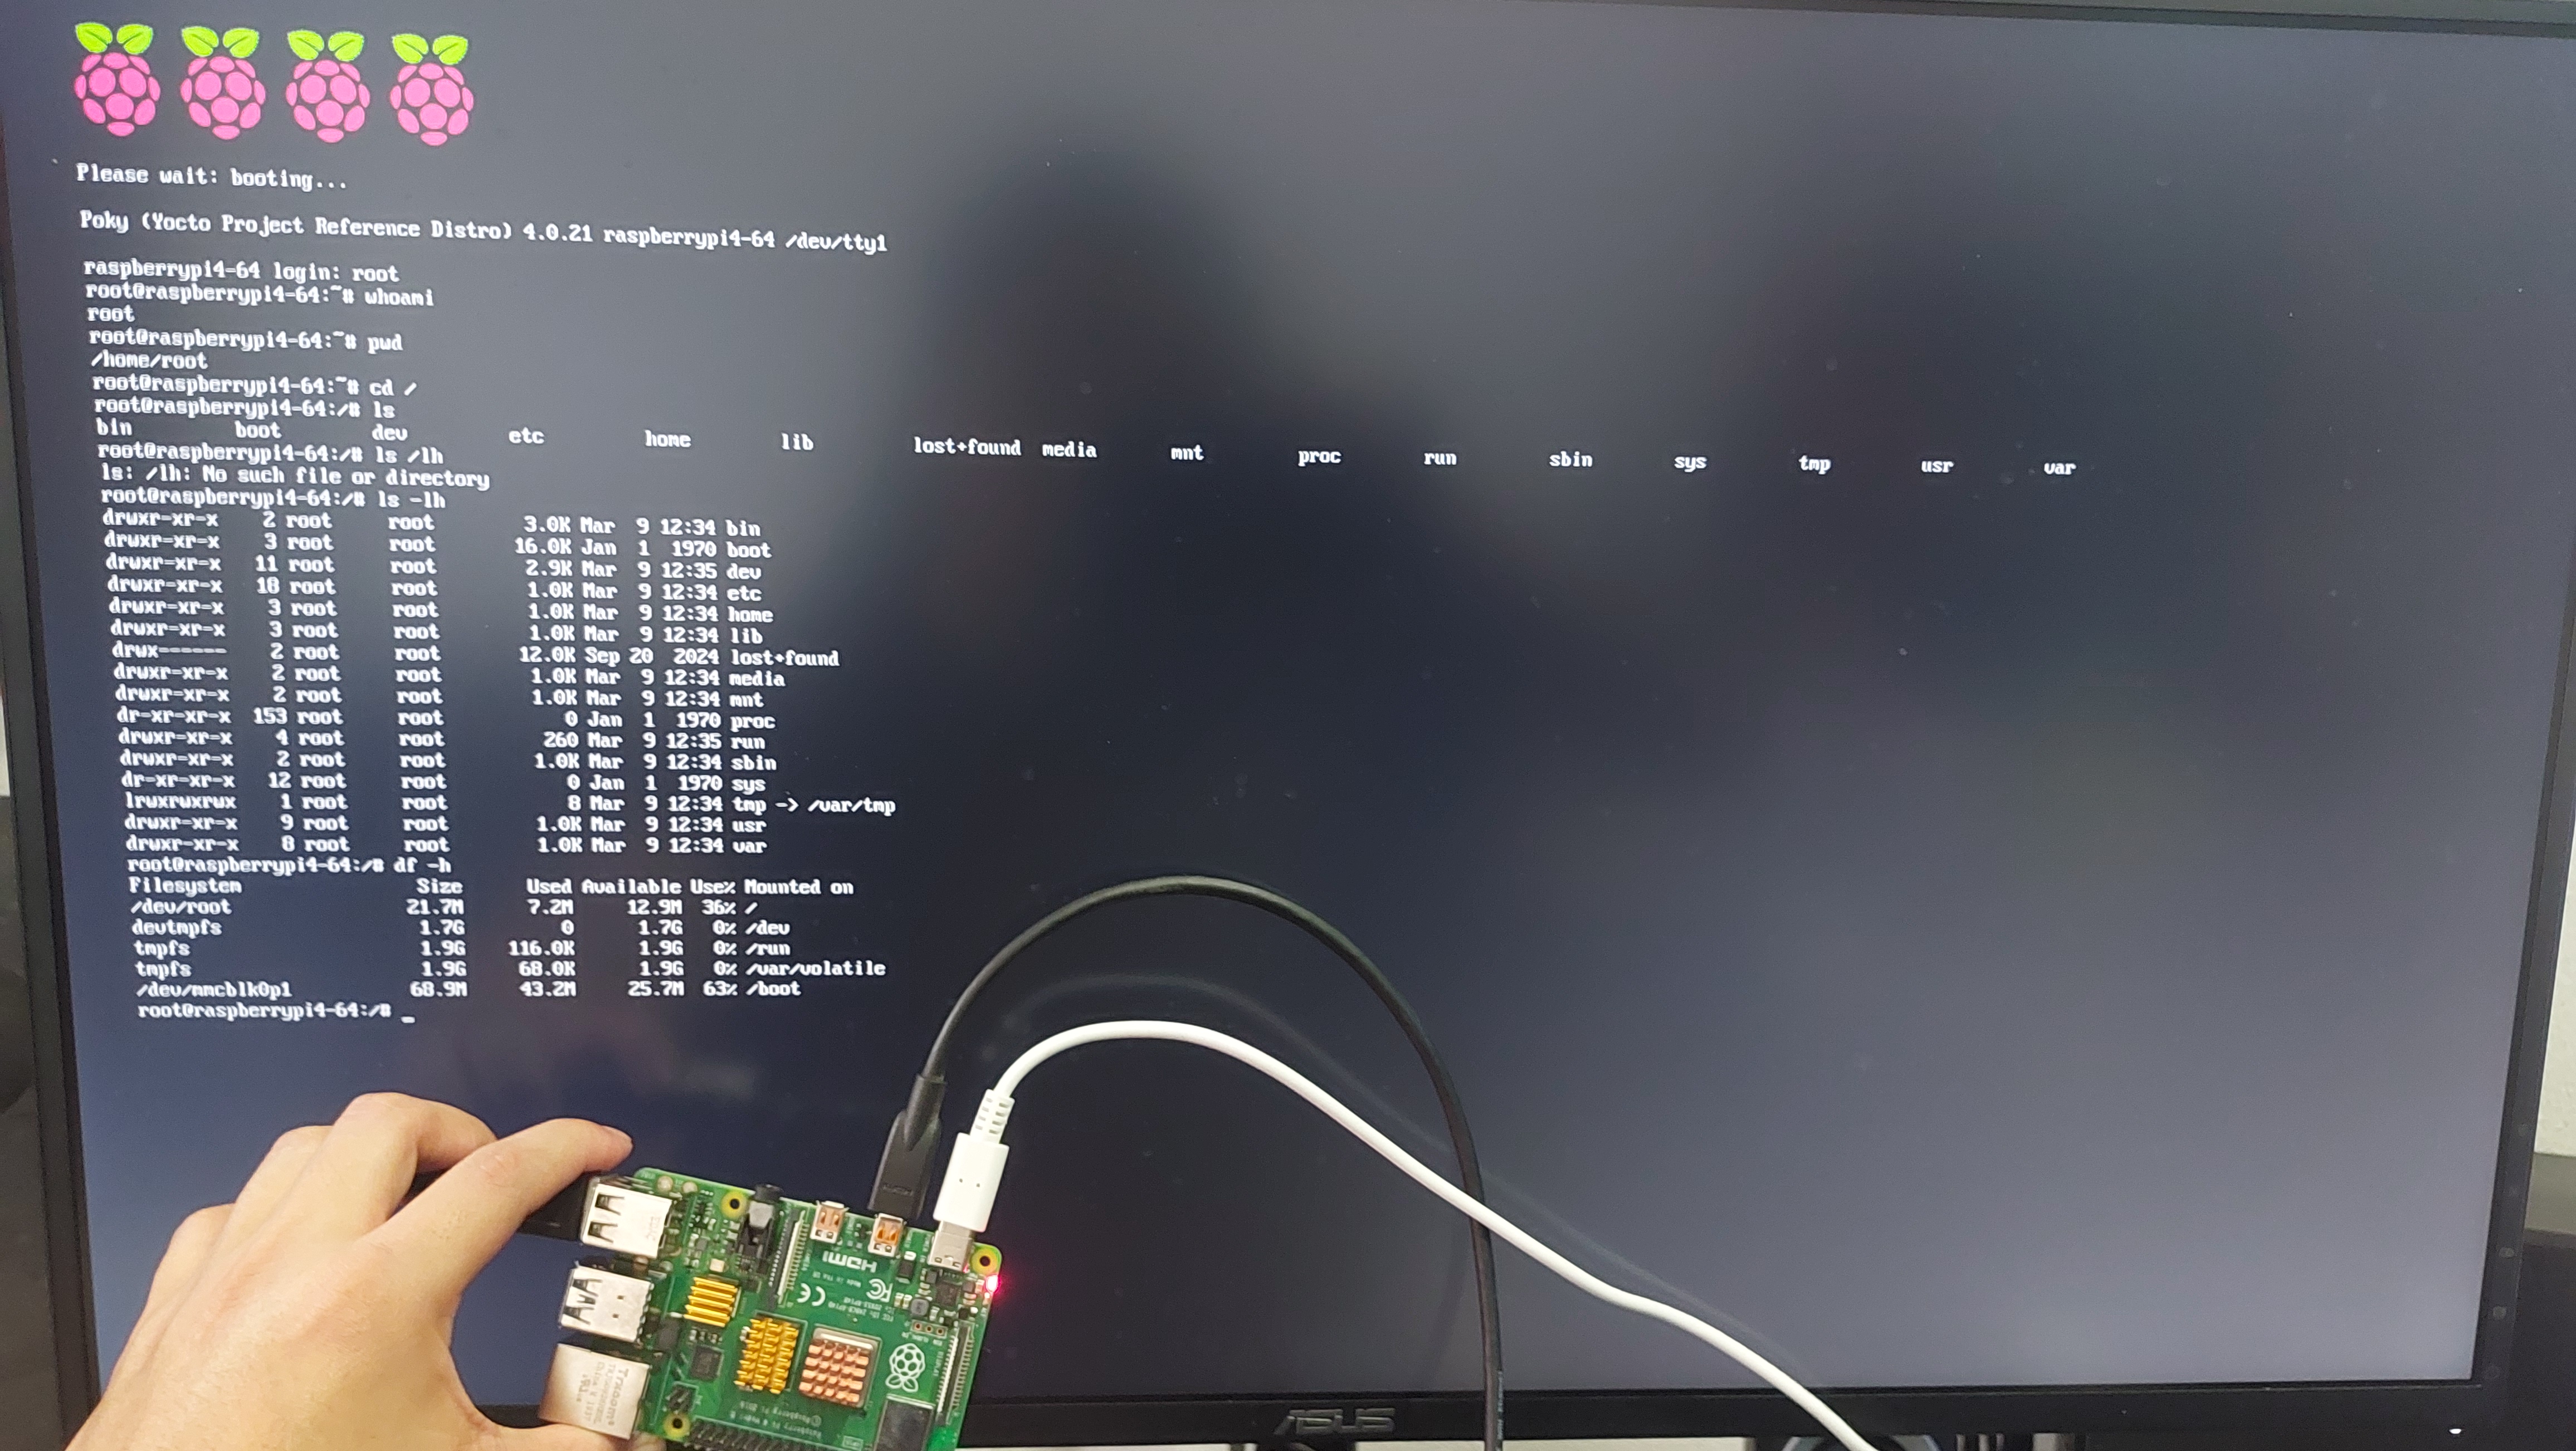 Please wait: booting...
Poky (Yocto Project Reference Distro) 4.0.21 raspberrypi4-64 /dev/tty1
raspberrypi4-64 login: root
root@raspberrypi4-64:~# whoami
root
root@raspberrypi4-64:~# pwd
/home/root
root@raspberrypi4-64:~# cd /
root@raspberrypi4-64:/# ls
bin boot dev etc home lib lost+found media mnt proc run sbin sys tmp usr var
root@raspberrypi4-64:/# ls /lh
ls: /lh: No such file or directory
root@raspberrypi4-64:/# ls -lh
drwxr-xr-x 2 root root 3.0K Mar 9 12:34 bin
drwxr-xr-x 3 root root 16.0K Jan 1 1970 boot
drwxr-xr-x 11 root root 2.9K Mar 9 12:35 dev
drwxr-xr-x 18 root root 1.0K Mar 9 12:34 etc
drwxr-xr-x 3 root root 1.0K Mar 9 12:34 home
drwxr-xr-x 3 root root 1.0K Mar 9 12:34 lib
drwx------ 2 root root 12.0K Sep 20 2024 lost+found
drwxr-xr-x 2 root root 1.0K Mar 9 12:34 media
drwxr-xr-x 2 root root 1.0K Mar 9 12:34 mnt
dr-xr-xr-x 153 root root 0 Jan 1 1970 proc
drwxr-xr-x 4 root root 260 Mar 9 12:35 run
drwxr-xr-x 2 root root 1.0K Mar 9 12:34 sbin
dr-xr-xr-x 12 root root 0 Jan 1 1970 sys
lrwxrwxrwx 1 root root 8 Mar 9 12:34 tmp -> /var/tmp
drwxr-xr-x 9 root root 1.0K Mar 9 12:34 usr
drwxr-xr-x 8 root root 1.0K Mar 9 12:34 var
root@raspberrypi4-64:/# df -h
Filesystem Size Used Available Use% Mounted on
/dev/root 21.7M 7.2M 12.9M 36% /
devtmpfs 1.7G 0 1.7G 0% /dev
tmpfs 1.9G 116.0K 1.9G 0% /run
tmpfs 1.9G 68.0K 1.9G 0% /var/volatile
/dev/mmcblk0p1 68.9M 43.2M 25.7M 63% /boot
root@raspberrypi4-64:/# _
HDMI
FC
CE
ASUS